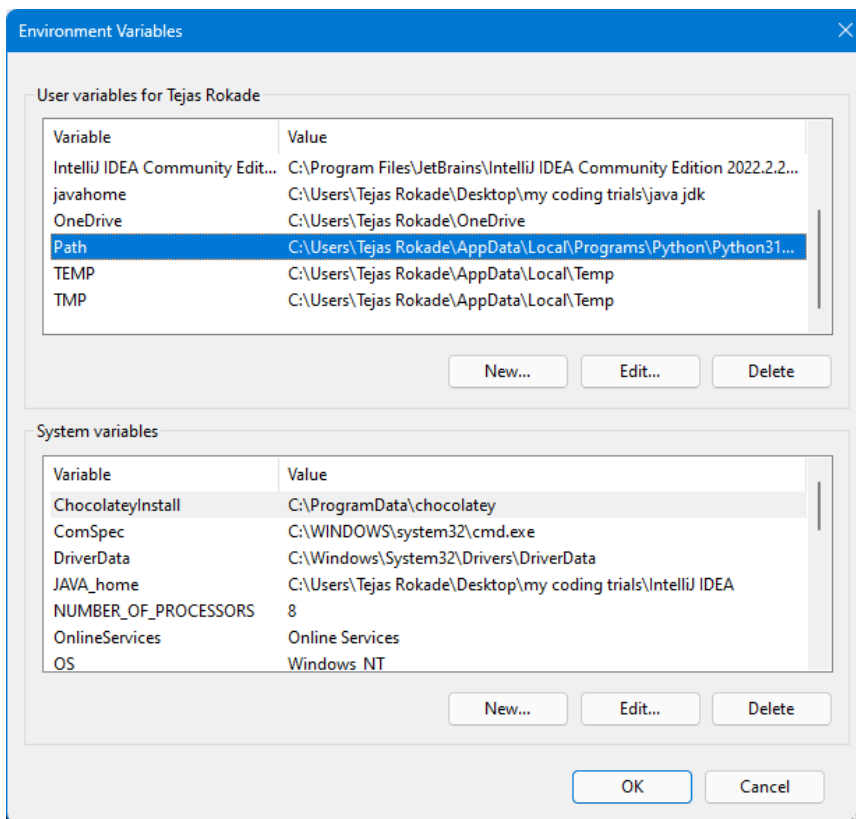 Environment Variables
User variables for Tejas Rokade
Variable Value
IntelliJ IDEA Community Edit... C:\Program Files\JetBrains\IntelliJ IDEA Community Edition 2022.2.2...
javahome C:\Users\Tejas Rokade\Desktop\my coding trials\java jdk
OneDrive C:\Users\Tejas Rokade\OneDrive
Path C:\Users\Tejas Rokade\AppData\Local\Programs\Python\Python31...
TEMP C:\Users\Tejas Rokade\AppData\Local\Temp
TMP C:\Users\Tejas Rokade\AppData\Local\Temp
New... Edit... Delete
System variables
Variable Value
ChocolateyInstall C:\ProgramData\chocolatey
ComSpec C:\WINDOWS\system32\cmd.exe
DriverData C:\Windows\System32\Drivers\DriverData
JAVA_home C:\Users\Tejas Rokade\Desktop\my coding trials\IntelliJ IDEA
NUMBER_OF_PROCESSORS 8
OnlineServices Online Services
OS Windows_NT
New... Edit... Delete
OK Cancel